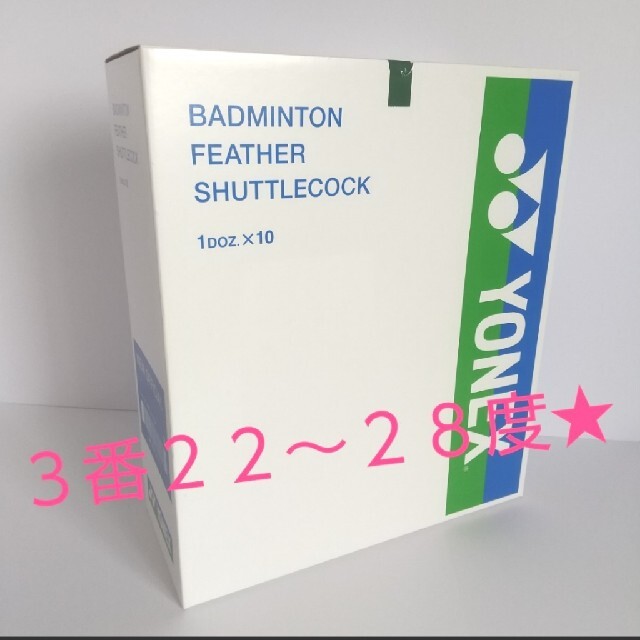 BADMINTON
FEATHER
SHUTTLECOCK
1DOZ.×10
YONEX
3番22～28度★